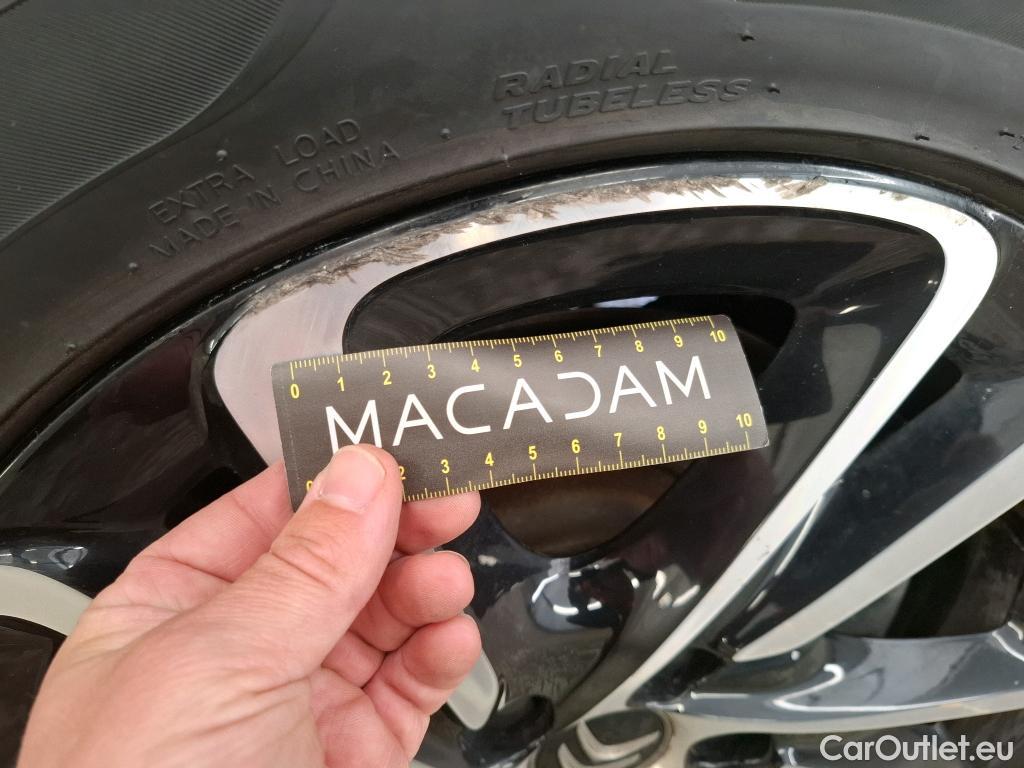 RADIAL
TUBELESS
EXTRA LOAD
MADE IN CHINA
0 1 2 3 4 5 6 7 8 9 10
MACADAM
0 2 3 4 5 6 7 8 9 10
CarOutlet.eu